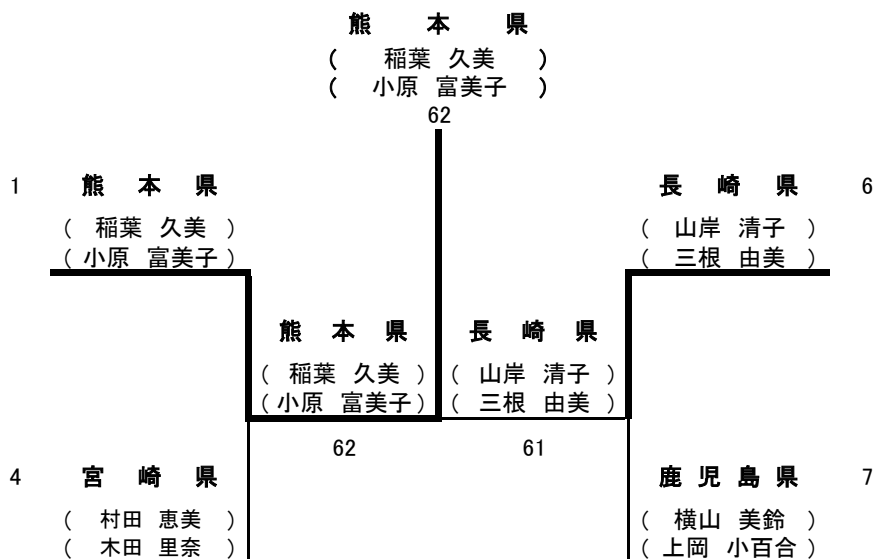 熊 本 県
( 稲葉 久美 )
( 小原 富美子 )
62
1 熊 本 県 長 崎 県 6
( 稲葉 久美 ) ( 山岸 清子 )
( 小原 富美子 ) ( 三根 由美 )
熊 本 県 長 崎 県
( 稲葉 久美 ) ( 山岸 清子 )
( 小原 富美子 ) ( 三根 由美 )
62 61
4 宮 崎 県 鹿 児 島 県 7
( 村田 恵美 ) ( 横山 美鈴 )
( 木田 里奈 ) ( 上岡 小百合 )